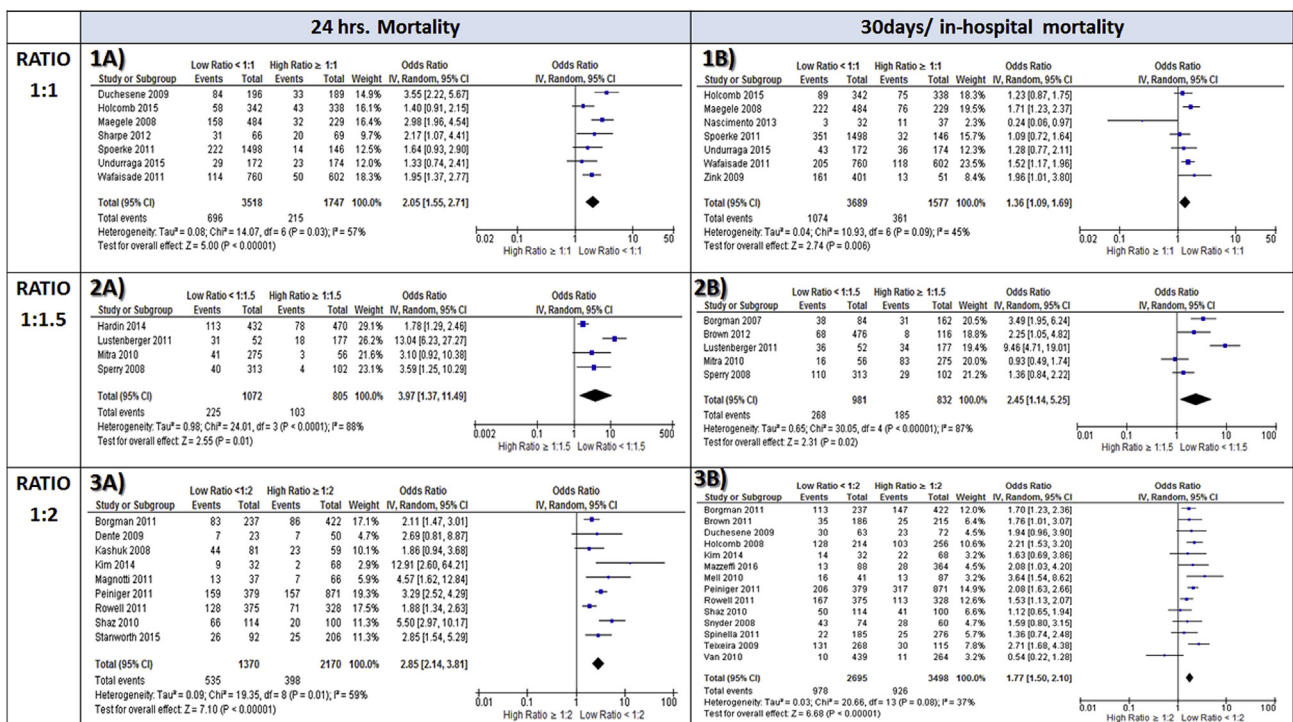 24 hrs. Mortality
30days/ in-hospital mortality
RATIO
1:1
1A)
Low Ratio < 1:1 High Ratio ≥ 1:1 Odds Ratio Odds Ratio
Study or Subgroup Events Total Events Total Weight IV, Random, 95% CI IV, Random, 95% CI
Duchesene 2009 84 196 33 189 14.9% 3.55 [2.22, 5.67]
Holcomb 2015 58 342 43 338 16.2% 1.40 [0.91, 2.15]
Maegele 2008 158 484 32 229 16.4% 2.98 [1.96, 4.54]
Sharpe 2012 31 66 20 69 10.1% 2.17 [1.07, 4.41]
Spoerke 2011 222 1498 14 146 12.5% 1.64 [0.93, 2.90]
Undurraga 2015 29 172 23 174 12.0% 1.33 [0.74, 2.41]
Wafaisade 2011 114 760 50 602 18.3% 1.95 [1.37, 2.77]
Total (95% CI) 3518 1747 100.0% 2.05 [1.55, 2.71]
Total events 696 215
Heterogeneity: Tau² = 0.08; Chi² = 14.07, df = 6 (P = 0.03); I² = 57%
Test for overall effect: Z = 5.00 (P < 0.00001)
0.02 0.1 1 10 50
High Ratio ≥ 1:1 Low Ratio < 1:1
1B)
Low Ratio < 1:1 High Ratio ≥ 1:1 Odds Ratio Odds Ratio
Study or Subgroup Events Total Events Total Weight IV, Random, 95% CI IV, Random, 95% CI
Holcomb 2015 89 342 75 338 18.3% 1.23 [0.87, 1.75]
Maegele 2008 222 484 76 229 19.5% 1.71 [1.23, 2.37]
Nascimento 2013 3 32 11 37 2.3% 0.24 [0.06, 0.97]
Spoerke 2011 351 1498 32 146 15.6% 1.09 [0.72, 1.64]
Undurraga 2015 43 172 36 174 12.3% 1.28 [0.77, 2.11]
Wafaisade 2011 205 760 118 602 23.5% 1.52 [1.17, 1.96]
Zink 2009 161 401 13 51 8.4% 1.96 [1.01, 3.80]
Total (95% CI) 3689 1577 100.0% 1.36 [1.09, 1.69]
Total events 1074 361
Heterogeneity: Tau² = 0.04; Chi² = 10.93, df = 6 (P = 0.09); I² = 45%
Test for overall effect: Z = 2.74 (P = 0.006)
0.01 0.1 1 10 100
High Ratio ≥ 1:1 Low Ratio < 1:1
RATIO
1:1.5
2A)
Low Ratio < 1:1.5 High Ratio ≥ 1:1.5 Odds Ratio Odds Ratio
Study or Subgroup Events Total Events Total Weight IV, Random, 95% CI IV, Random, 95% CI
Hardin 2014 113 432 78 470 29.1% 1.78 [1.29, 2.46]
Lustenberger 2011 31 52 18 177 26.2% 13.04 [6.23, 27.27]
Mitra 2010 41 275 3 56 21.6% 3.10 [0.92, 10.38]
Sperry 2008 40 313 4 102 23.1% 3.59 [1.25, 10.29]
Total (95% CI) 1072 805 100.0% 3.97 [1.37, 11.49]
Total events 225 103
Heterogeneity: Tau² = 0.98; Chi² = 24.01, df = 3 (P < 0.0001); I² = 88%
Test for overall effect: Z = 2.55 (P = 0.01)
0.002 0.1 1 10 500
High Ratio ≥ 1:1.5 Low Ratio < 1:1.5
2B)
Low Ratio < 1:1.5 High Ratio ≥ 1:1.5 Odds Ratio Odds Ratio
Study or Subgroup Events Total Events Total Weight IV, Random, 95% CI IV, Random, 95% CI
Borgman 2007 38 84 31 162 20.5% 3.49 [1.95, 6.24]
Brown 2012 68 476 8 116 18.9% 2.25 [1.05, 4.82]
Lustenberger 2011 36 52 34 177 19.4% 9.46 [4.71, 19.01]
Mitra 2010 16 56 83 275 19.9% 0.93 [0.49, 1.74]
Sperry 2008 110 313 29 102 21.2% 1.36 [0.84, 2.22]
Total (95% CI) 981 832 100.0% 2.45 [1.14, 5.25]
Total events 268 185
Heterogeneity: Tau² = 0.65; Chi² = 30.05, df = 4 (P < 0.00001); I² = 87%
Test for overall effect: Z = 2.31 (P = 0.02)
0.01 0.1 1 10 100
High Ratio ≥ 1:1.5 Low Ratio < 1:1.5
RATIO
1:2
3A)
Low Ratio <1:2 High Ratio ≥ 1:2 Odds Ratio Odds Ratio
Study or Subgroup Events Total Events Total Weight IV, Random, 95% CI IV, Random, 95% CI
Borgman 2011 83 237 86 422 17.1% 2.11 [1.47, 3.01]
Dente 2009 7 23 7 50 4.7% 2.69 [0.81, 8.87]
Kashuk 2008 44 81 23 59 10.1% 1.86 [0.94, 3.68]
Kim 2014 9 32 2 68 2.8% 12.91 [2.60, 64.21]
Magnotti 2011 13 37 7 66 5.8% 4.57 [1.62, 12.84]
Peiniger 2011 159 379 157 871 19.7% 3.29 [2.52, 4.29]
Rowell 2011 128 375 71 328 17.5% 1.88 [1.34, 2.63]
Shaz 2010 66 114 20 100 11.0% 5.50 [2.97, 10.17]
Stanworth 2015 26 92 25 206 11.3% 2.85 [1.54, 5.29]
Total (95% CI) 1370 2170 100.0% 2.85 [2.14, 3.81]
Total events 535 398
Heterogeneity: Tau² = 0.09; Chi² = 19.35, df = 8 (P = 0.01); I² = 59%
Test for overall effect: Z = 7.10 (P < 0.00001)
0.01 0.1 1 10 100
High Ratio ≥ 1:2 Low Ratio < 1:2
3B)
Low Ratio < 1:2 High Ratio ≥ 1:2 Odds Ratio Odds Ratio
Study or Subgroup Events Total Events Total Weight IV, Random, 95% CI IV, Random, 95% CI
Borgman 2011 113 237 147 422 12.0% 1.70 [1.23, 2.36]
Brown 2011 35 186 25 215 6.9% 1.76 [1.01, 3.07]
Duchesene 2009 30 63 23 72 4.9% 1.94 [0.96, 3.90]
Holcomb 2008 128 214 103 256 10.6% 2.21 [1.53, 3.20]
Kim 2014 14 32 22 68 3.4% 1.63 [0.69, 3.86]
Mazzeffi 2016 13 88 28 364 5.3% 2.08 [1.03, 4.20]
Mell 2010 16 41 13 87 3.4% 3.64 [1.54, 8.62]
Peiniger 2011 206 379 317 871 15.2% 2.08 [1.63, 2.66]
Rowell 2011 167 375 113 328 12.9% 1.53 [1.13, 2.07]
Shaz 2010 50 114 41 100 7.1% 1.12 [0.65, 1.94]
Snyder 2008 43 74 28 60 4.9% 1.59 [0.80, 3.15]
Spinella 2011 22 185 25 276 6.1% 1.36 [0.74, 2.48]
Teixeira 2009 131 268 30 115 7.8% 2.71 [1.68, 4.38]
Van 2010 10 439 11 264 3.5% 0.54 [0.22, 1.28]
Total (95% CI) 2695 3498 100.0% 1.77 [1.50, 2.10]
Total events 978 926
Heterogeneity: Tau² = 0.03; Chi² = 20.66, df = 13 (P = 0.08); I² = 37%
Test for overall effect: Z = 6.68 (P < 0.00001)
0.01 0.1 1 10 100
High Ratio ≥ 1:2 Low Ratio < 1:2